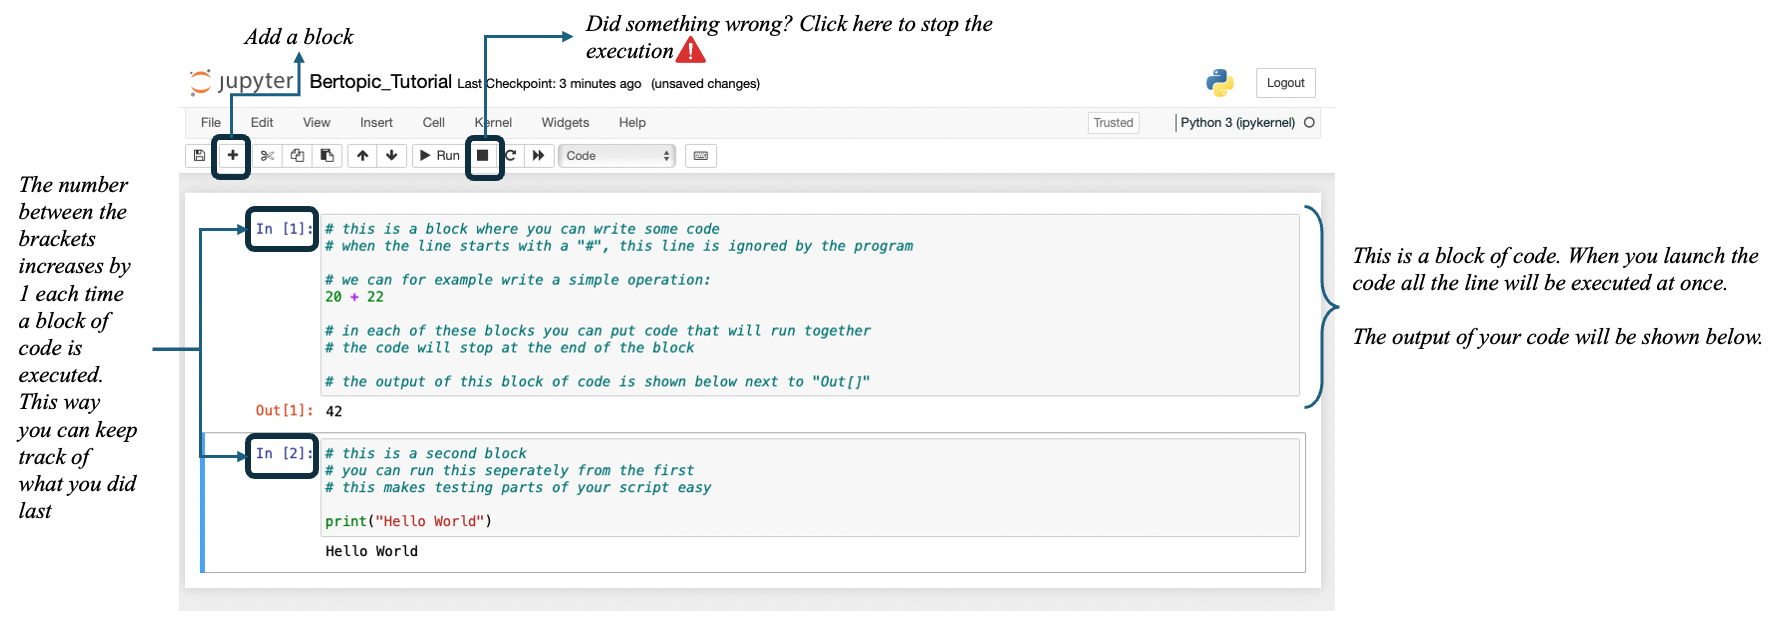 Add a block
Did something wrong? Click here to stop the
execution
jupyter Bertopic_Tutorial Last Checkpoint: 3 minutes ago (unsaved changes)
Logout
File Edit View Insert Cell Kernel Widgets Help
Trusted
Python 3 (ipykernel)
Run
Code
The number
between the
brackets
increases by
1 each time
a block of
code is
executed.
This way
you can keep
track of
what you did
last
In [1]:
# this is a block where you can write some code
# when the line starts with a "#", this line is ignored by the program
# we can for example write a simple operation:
20 + 22
# in each of these blocks you can put code that will run together
# the code will stop at the end of the block
# the output of this block of code is shown below next to "Out[]"
Out[1]: 42
In [2]:
# this is a second block
# you can run this seperately from the first
# this makes testing parts of your script easy
print("Hello World")
Hello World
This is a block of code. When you launch the
code all the line will be executed at once.
The output of your code will be shown below.